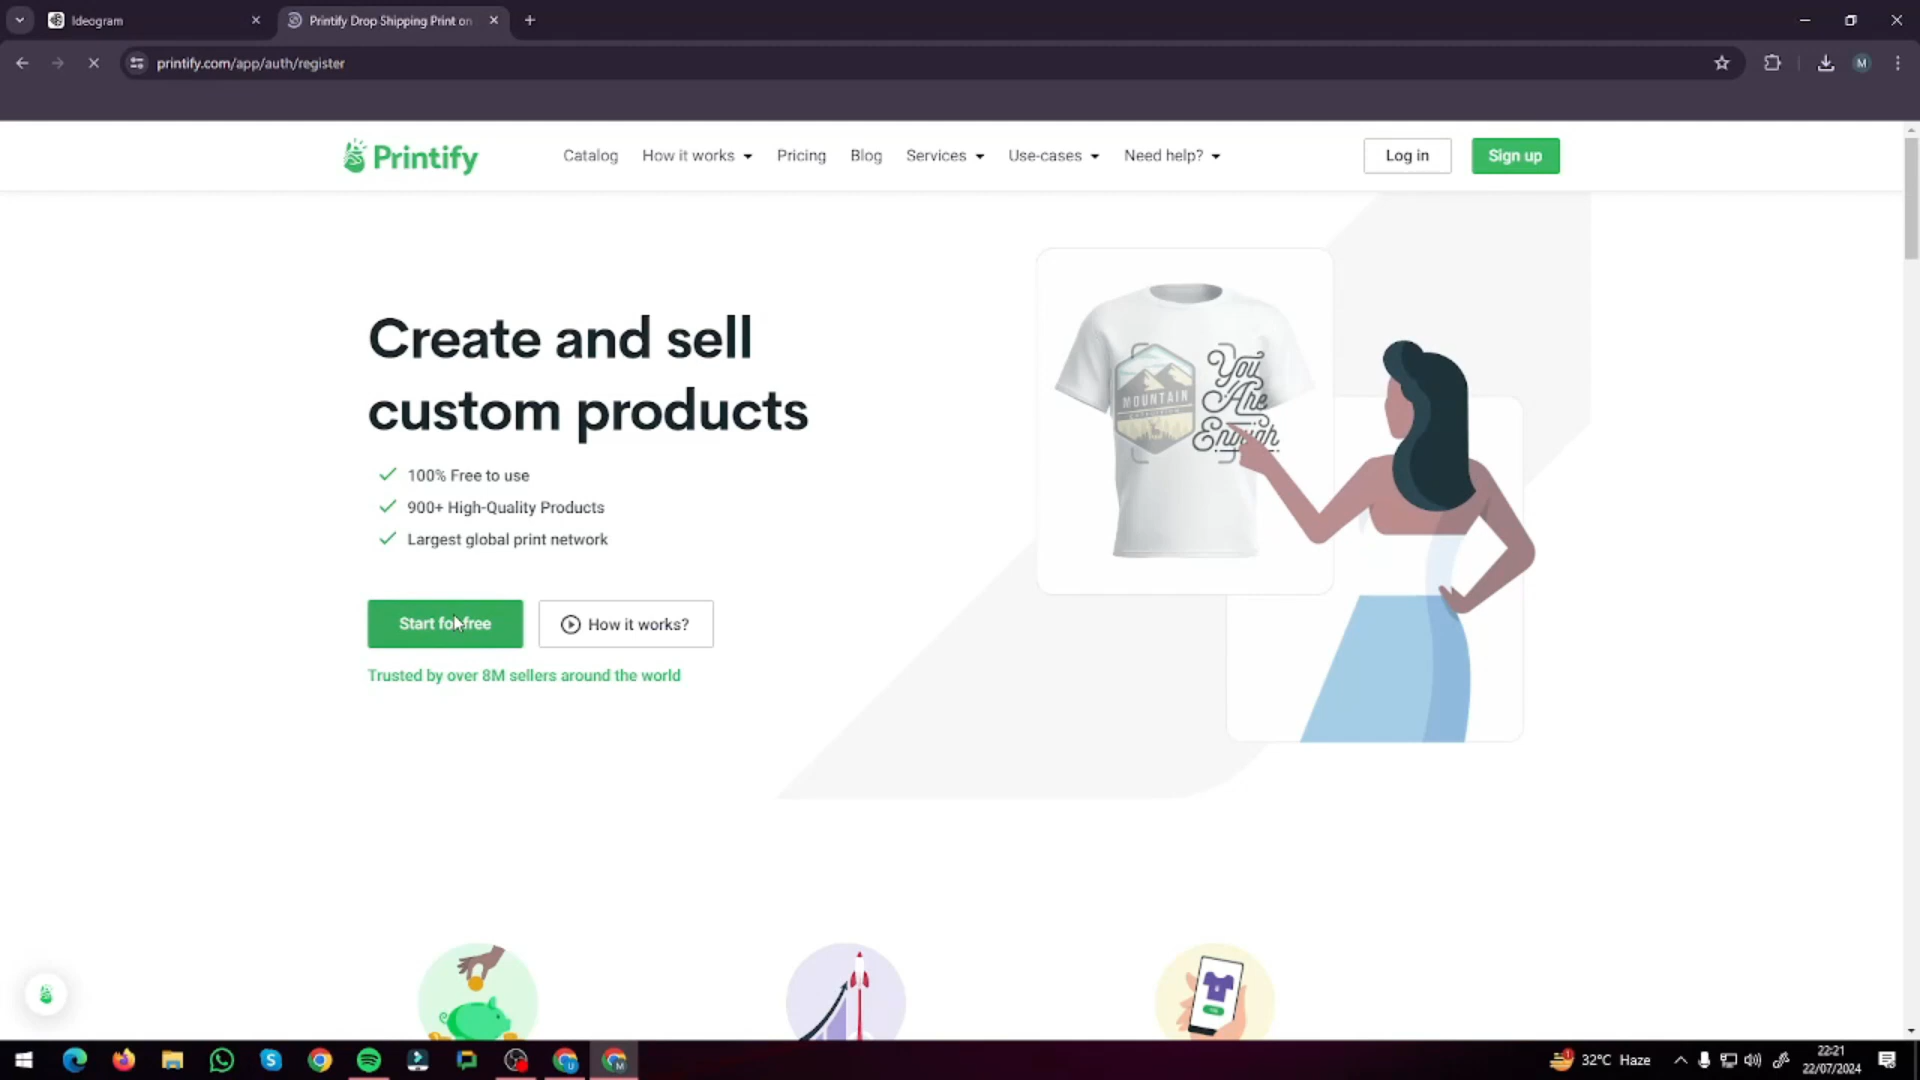 Ideogram
Printify Drop Shipping Print on
printify.com/app/auth/register
M
Printify
Catalog
How it works
Pricing
Blog
Services
Use-cases
Need help?
Log in
Sign up
Create and sell
custom products
100% Free to use
900+ High-Quality Products
Largest global print network
Start for free
How it works?
Trusted by over 8M sellers around the world
MOUNTAIN
You
Are
Enough
32°C Haze
22:21
22/07/2024